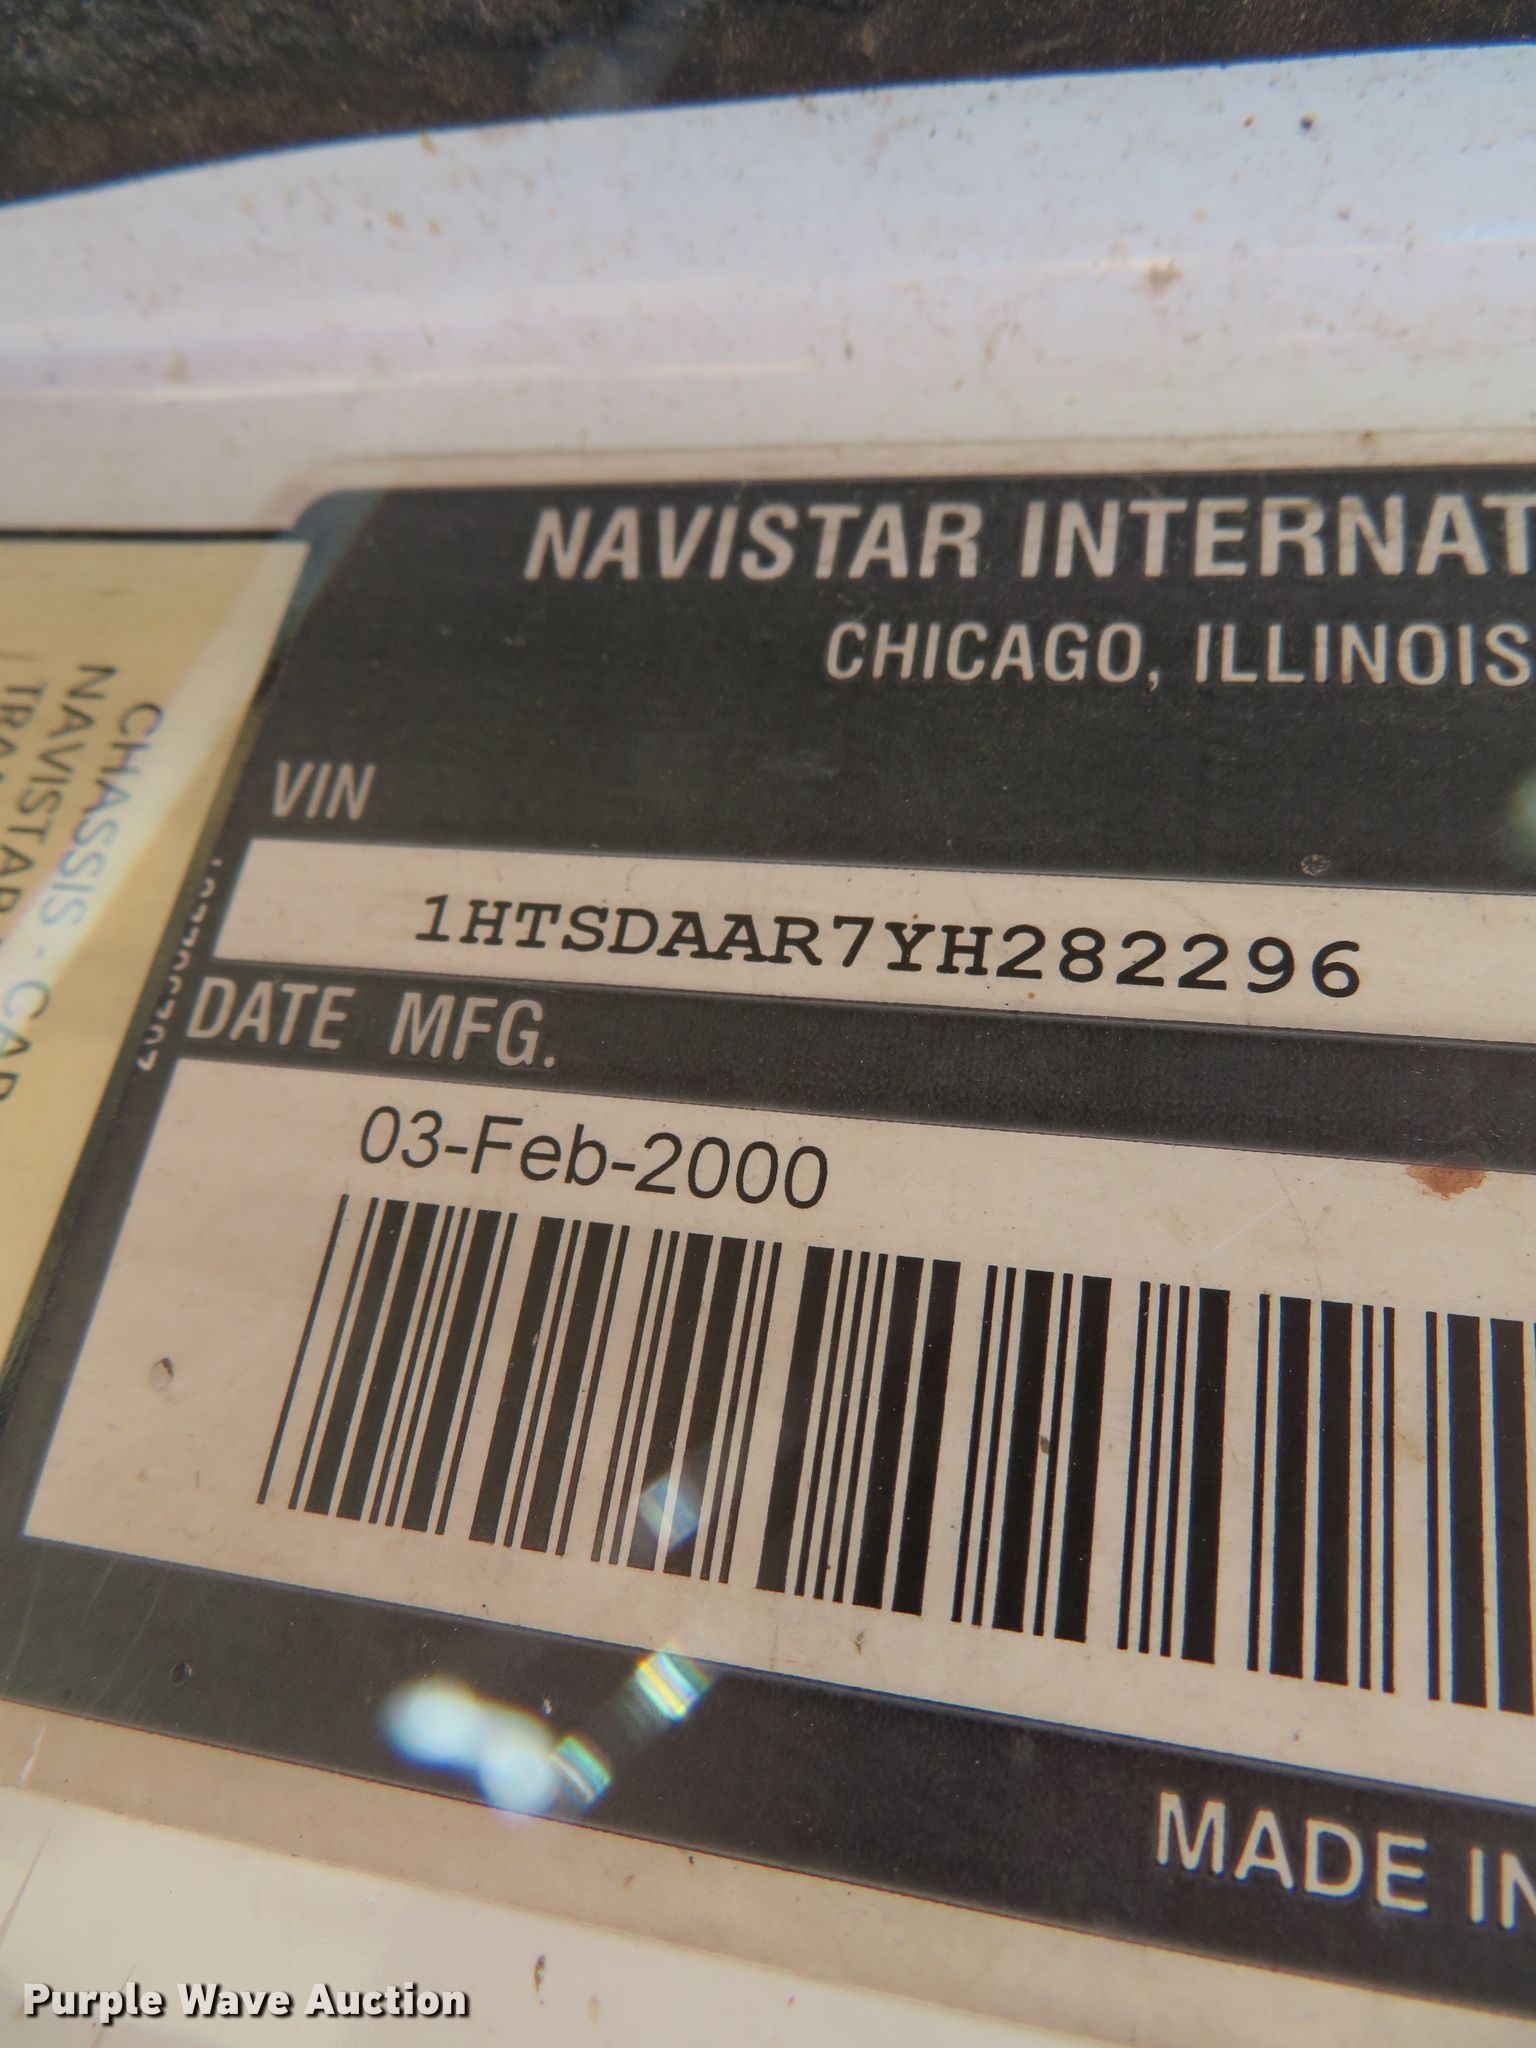 NAVISTAR INTERNAT
CHICAGO, ILLINOIS
VIN
1HTSDAAR7YH282296
DATE MFG.
03-Feb-2000
MADE IN
CHASSIS · CAB
NAVISTAR
Purple Wave Auction